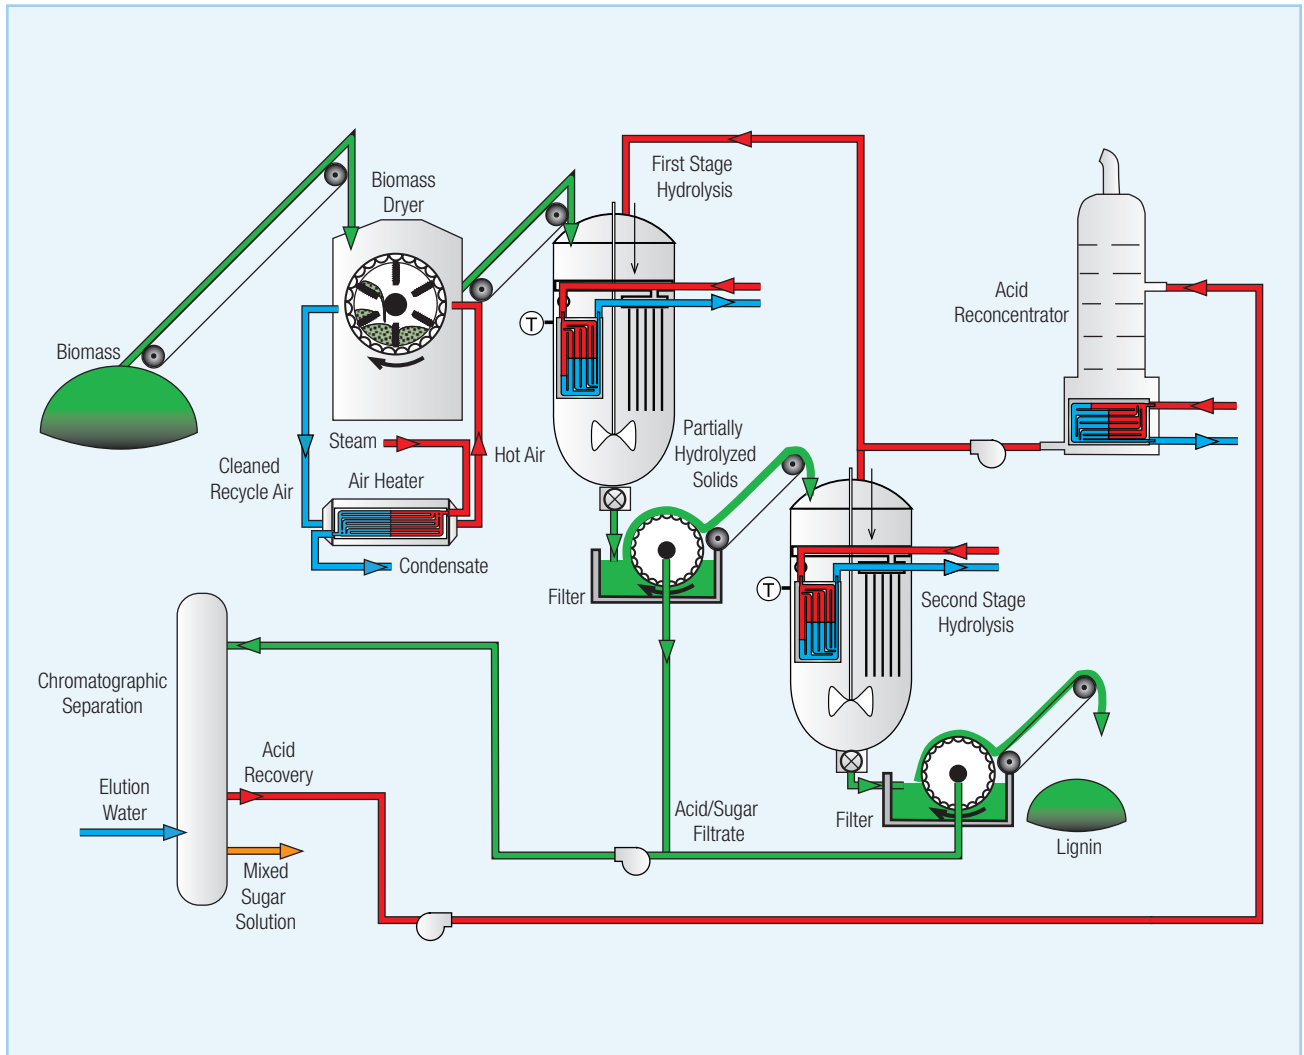 First Stage
Hydrolysis
Biomass
Dryer
Acid
Reconcentrator
T
Biomass
Steam
Hot Air
Partially
Hydrolyzed
Solids
Cleaned
Recycle Air
Air Heater
Condensate
Filter
T
Second Stage
Hydrolysis
Chromatographic
Separation
Acid
Recovery
Elution
Water
Acid/Sugar
Filtrate
Filter
Lignin
Mixed
Sugar
Solution